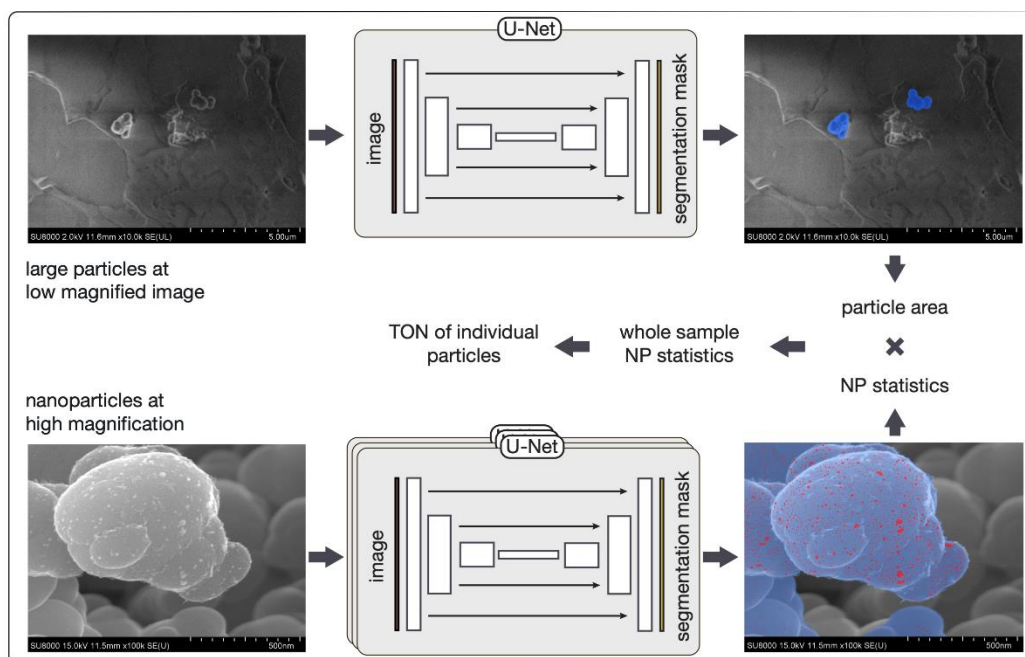 U-Net
image
segmentation mask
SU8000 2.0kV 11.6mm x10.0k SE(UL)
5.00um
SU8000 2.0kV 11.6mm x10.0k SE(UL)
5.00um
large particles at
low magnified image
particle area
TON of individual
particles
whole sample
NP statistics
NP statistics
nanoparticles at
high magnification
U-Net
image
segmentation mask
SU8000 15.0kV 11.5mm x100k SE(U)
500nm
SU8000 15.0kV 11.5mm x100k SE(U)
500nm